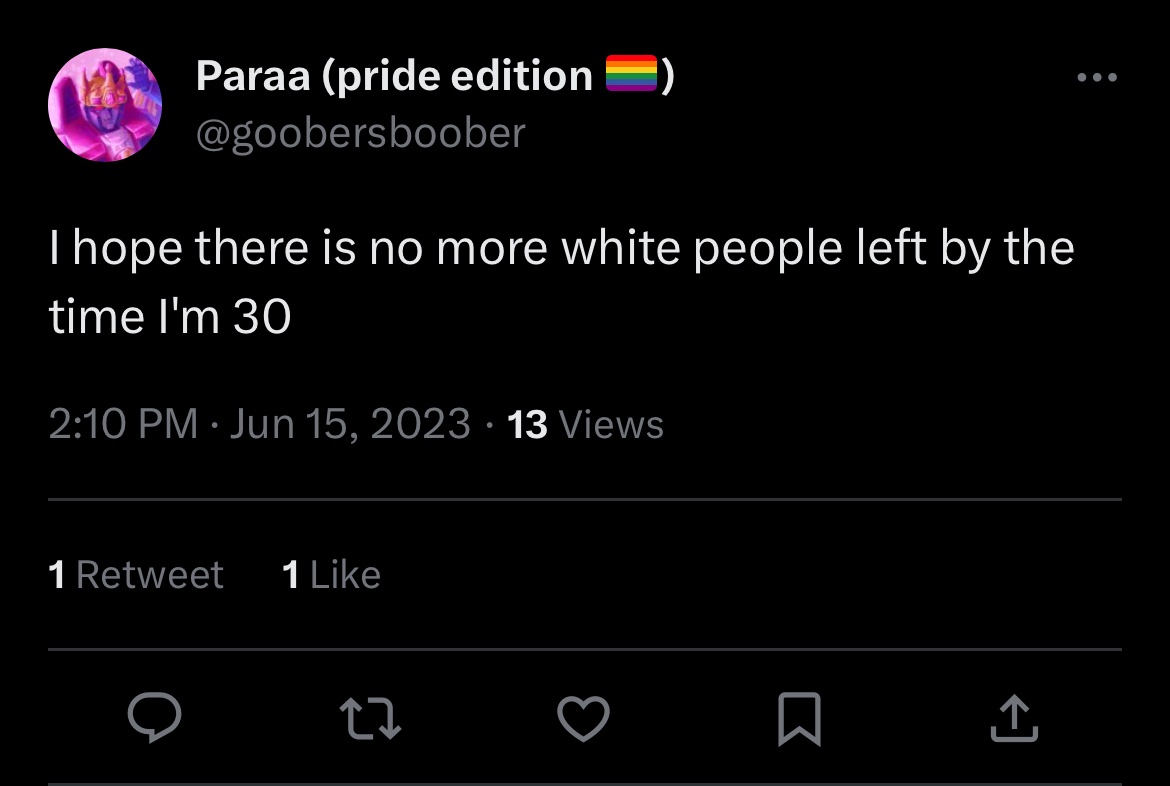 Paraa (pride edition 🏳️‍🌈)
@goobersboober
I hope there is no more white people left by the
time I'm 30
2:10 PM · Jun 15, 2023 · 13 Views
1 Retweet 1 Like